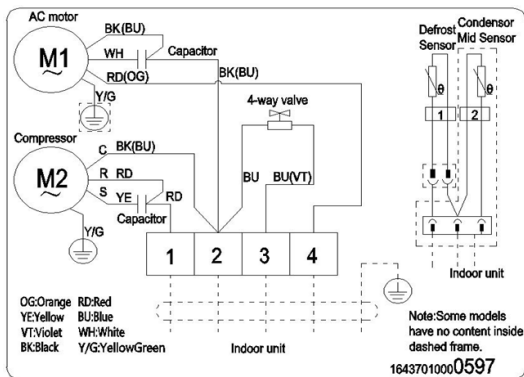 AC motor
M1
~
BK(BU)
WH
Capacitor
RD(OG)
BK(BU)
Y/G
4-way valve
Compressor
M2
~
C BK(BU)
R RD
S YE
RD
Capacitor
Y/G
BU
BU(VT)
1 2 3 4
Defrost
Sensor
Condensor
Mid Sensor
θ θ
1 2
Indoor unit
OG:Orange RD:Red
YE:Yellow BU:Blue
VT:Violet WH:White
BK:Black Y/G:YellowGreen
Indoor unit
Note:Some models
have no content inside
dashed frame.
16437010000597